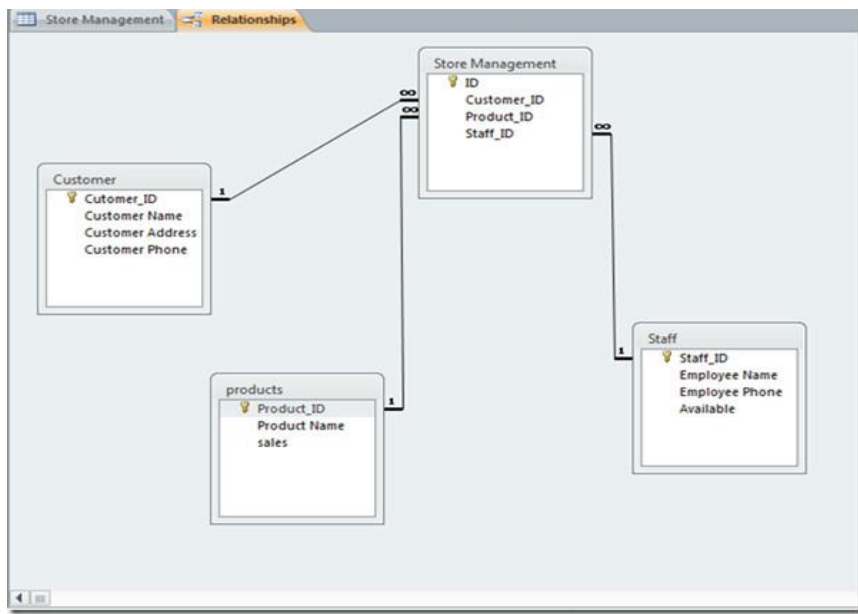 Store Management
Relationships
Store Management
ID
Customer_ID
Product_ID
Staff_ID
∞
∞
∞
Customer
Cutomer_ID
Customer Name
Customer Address
Customer Phone
1
Staff
Staff_ID
Employee Name
Employee Phone
Available
1
products
Product_ID
Product Name
sales
1